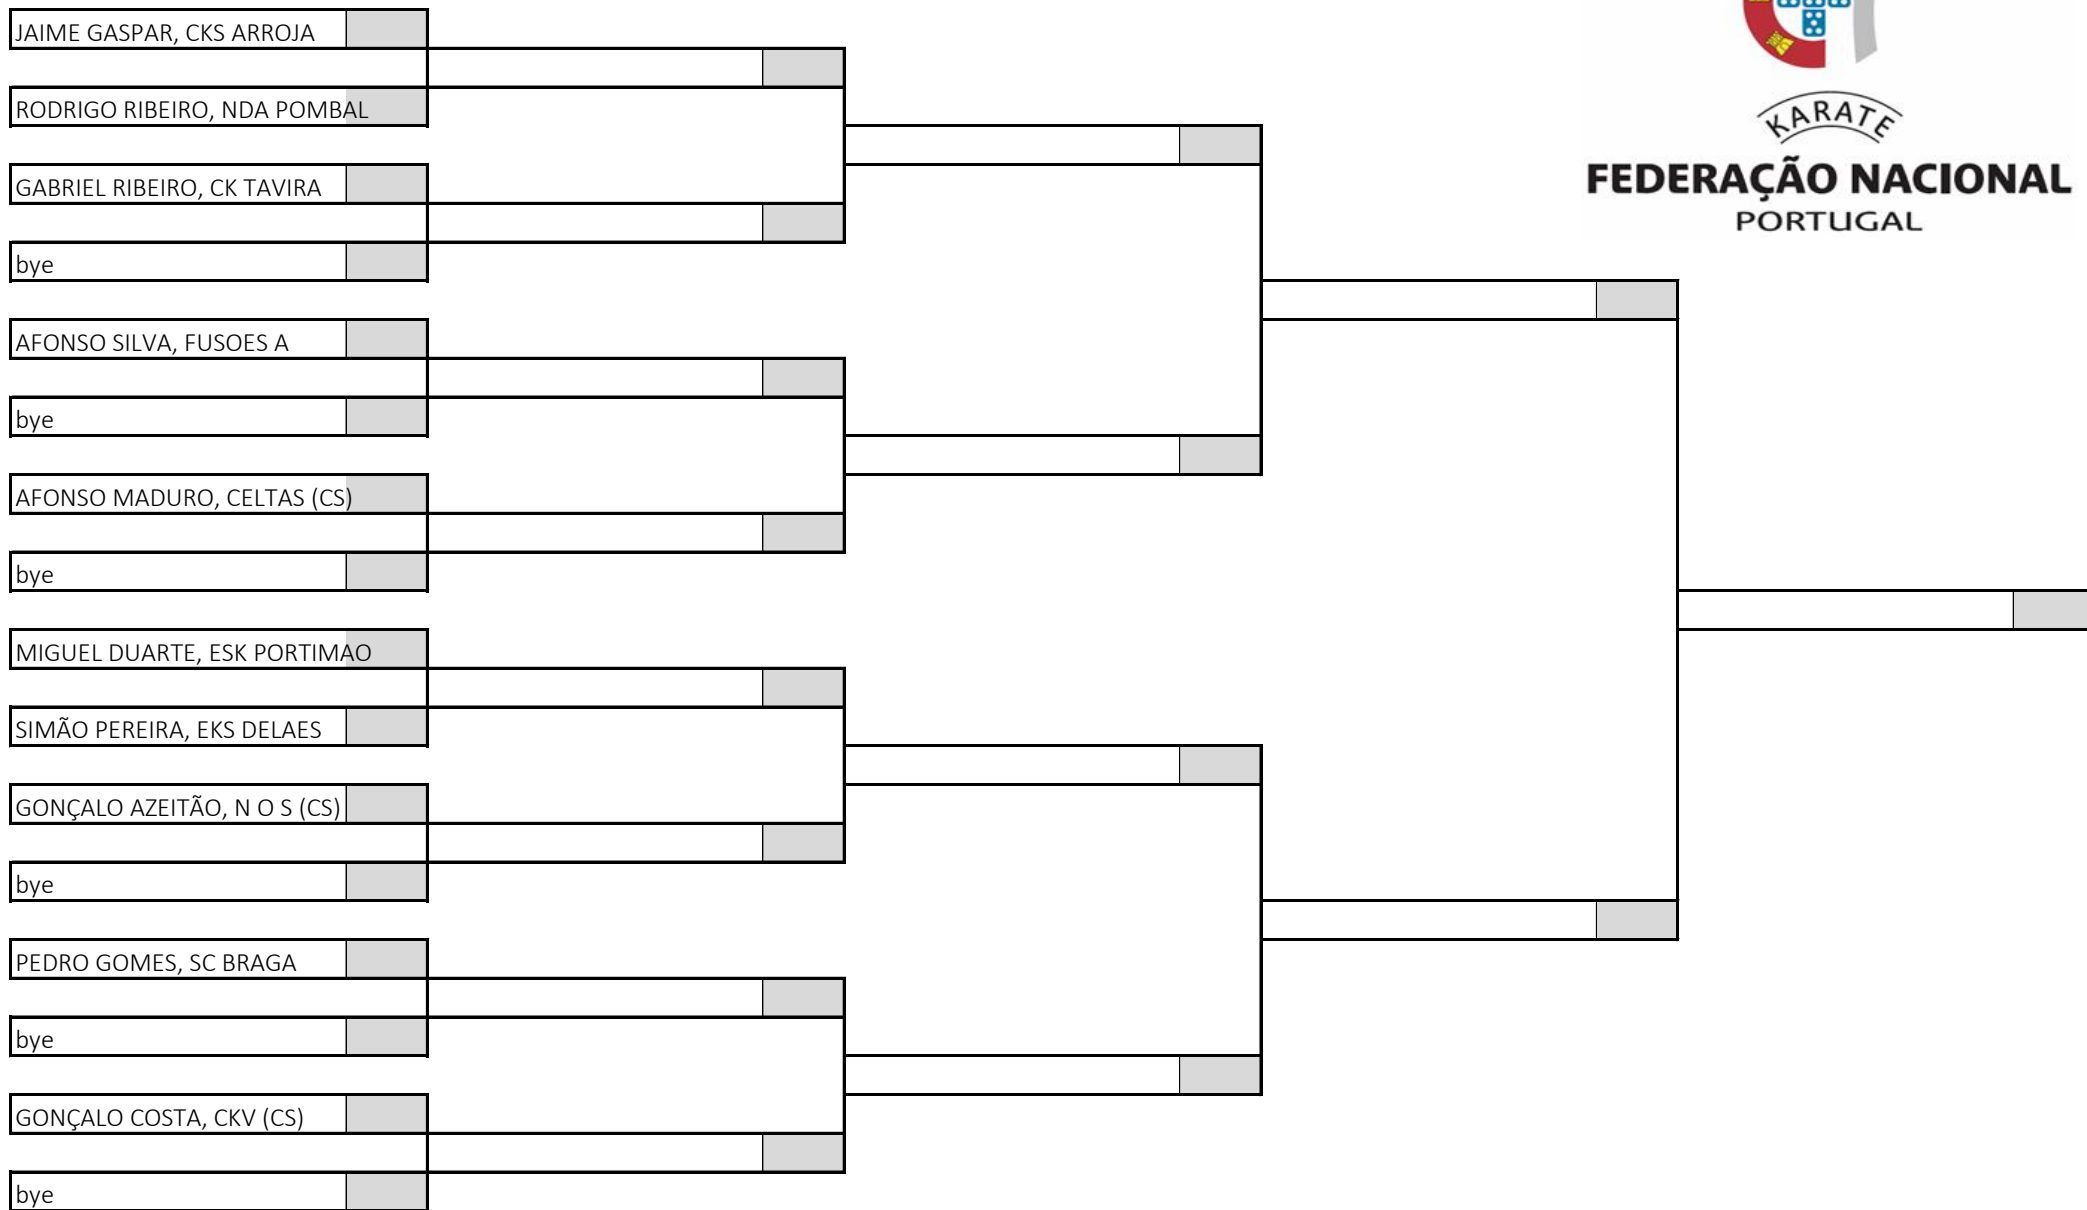 JAIME GASPAR, CKS ARROJA
RODRIGO RIBEIRO, NDA POMBAL
GABRIEL RIBEIRO, CK TAVIRA
bye
AFONSO SILVA, FUSOES A
bye
AFONSO MADURO, CELTAS (CS)
bye
MIGUEL DUARTE, ESK PORTIMAO
SIMÃO PEREIRA, EKS DELAES
GONÇALO AZEITÃO, N O S (CS)
bye
PEDRO GOMES, SC BRAGA
bye
GONÇALO COSTA, CKV (CS)
bye
KARATE
FEDERAÇÃO NACIONAL
PORTUGAL